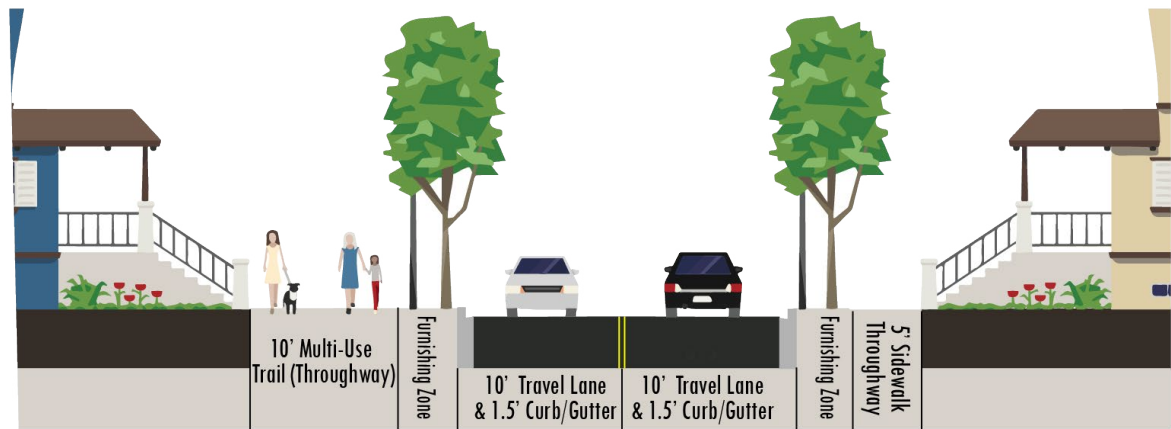 10' Multi-Use
Trail (Throughway)
Furnishing Zone
10' Travel Lane
& 1.5' Curb/Gutter
10' Travel Lane
& 1.5' Curb/Gutter
Furnishing Zone
5' Sidewalk
Throughway